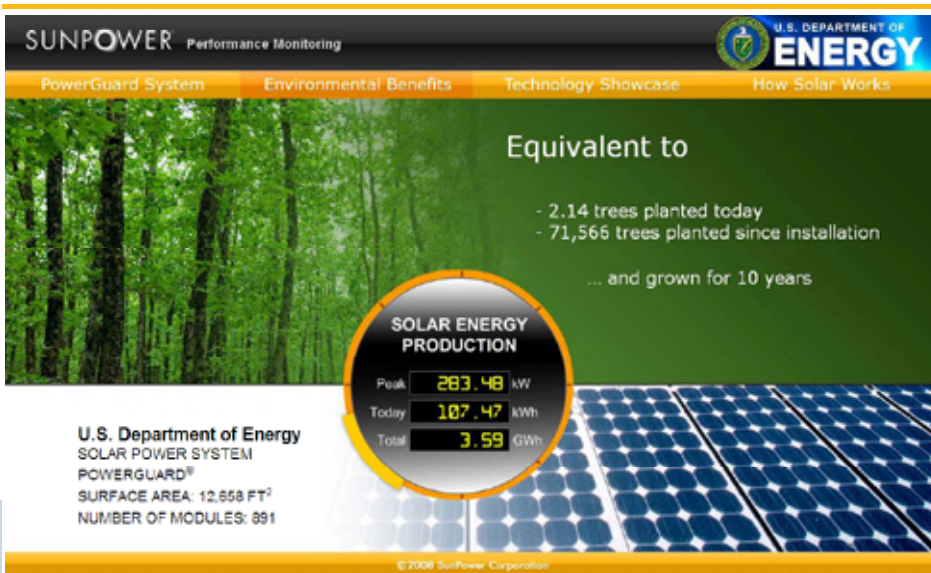 SUNPOWER Performance Monitoring
U.S. DEPARTMENT OF
ENERGY
PowerGuard System Environmental Benefits Technology Showcase How Solar Works
Equivalent to
- 2.14 trees planted today
- 71,566 trees planted since installation
... and grown for 10 years
SOLAR ENERGY
PRODUCTION
Peak 283.48 kW
Today 107.47 kWh
Total 3.59 GWh
U.S. Department of Energy
SOLAR POWER SYSTEM
POWERGUARD®
SURFACE AREA: 12,658 FT²
NUMBER OF MODULES: 891
© 2008 SunPower Corporation